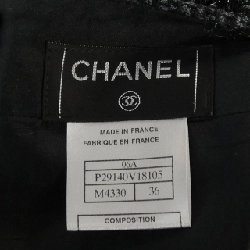 CHANEL
MADE IN FRANCE
FABRIQUE EN FRANCE
06A
P29140V18105
M4330 36
COMPOSITION